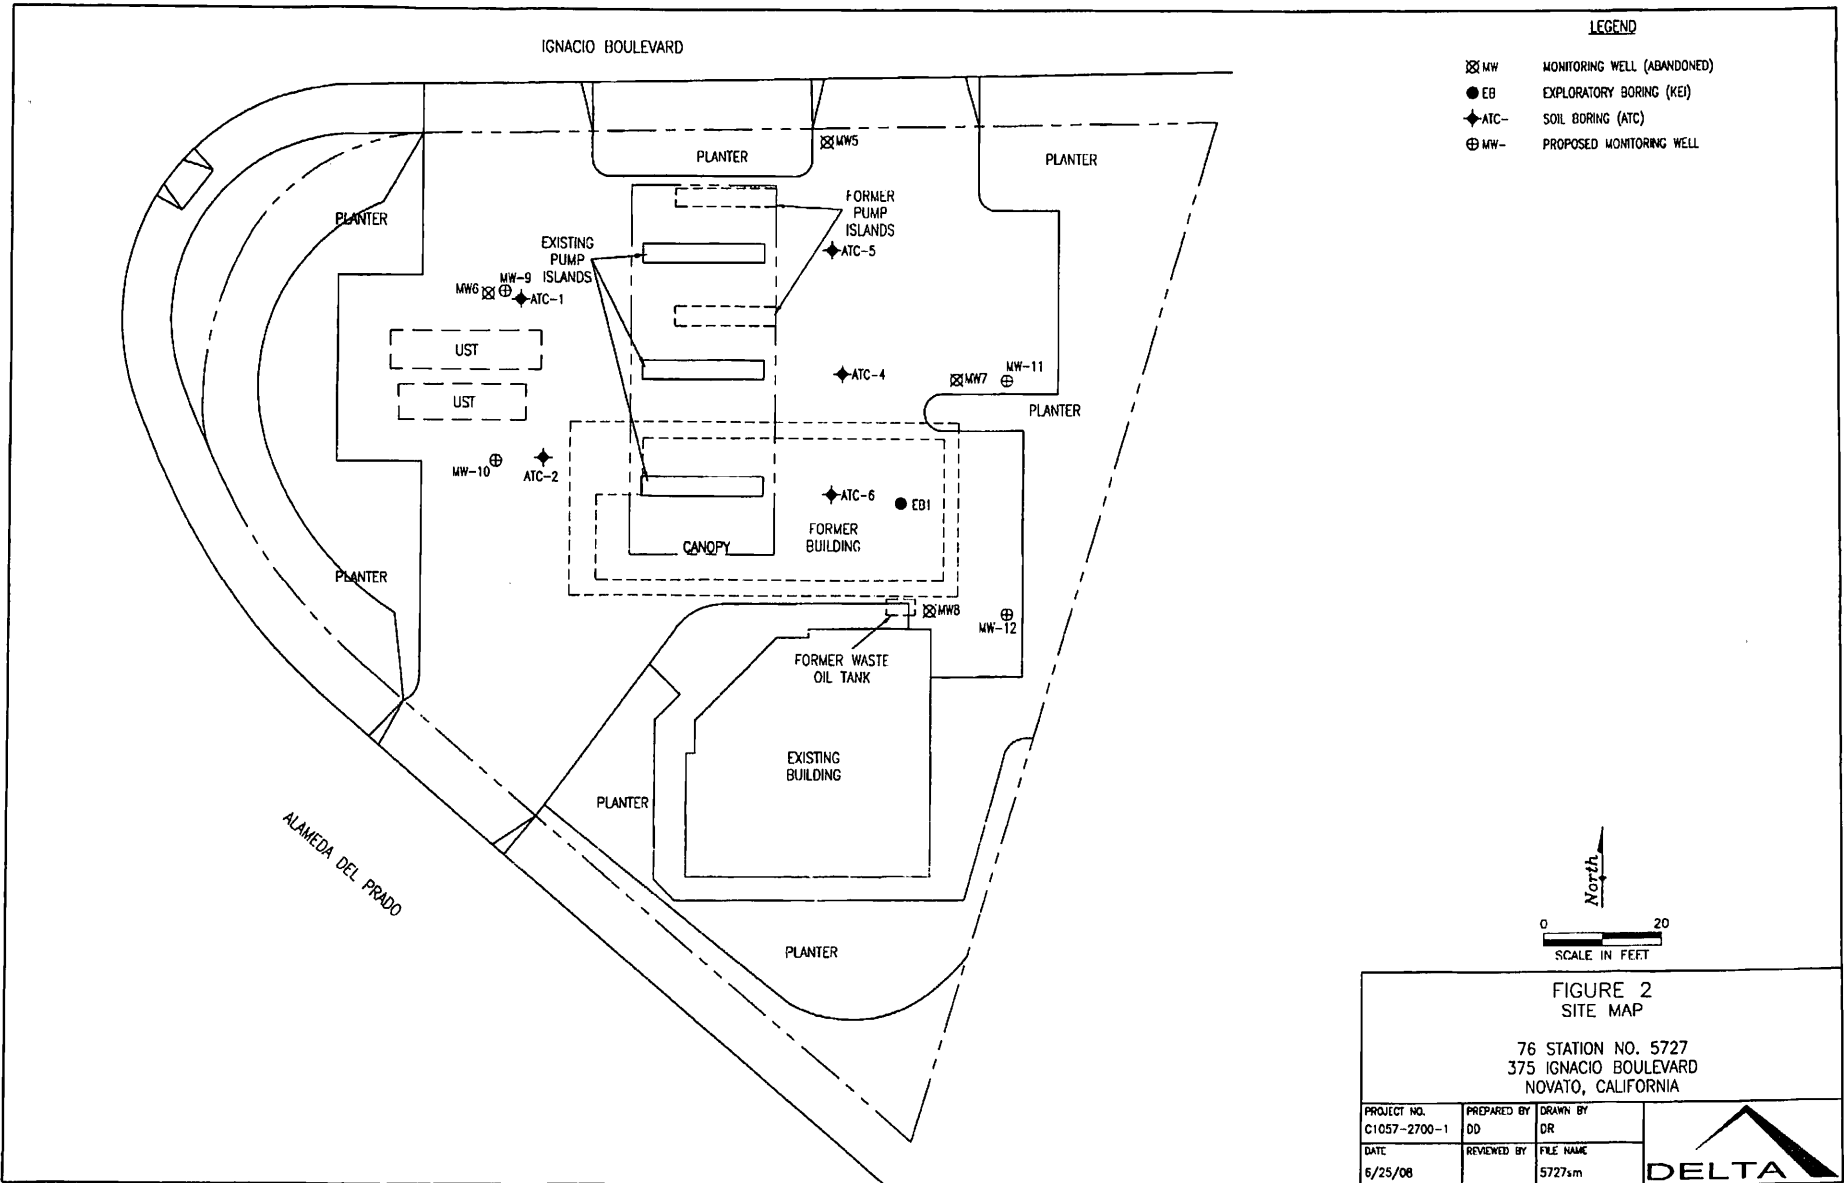 IGNACIO BOULEVARD
LEGEND
MW MONITORING WELL (ABANDONED)
EB EXPLORATORY BORING (KEI)
ATC- SOIL BORING (ATC)
MW- PROPOSED MONITORING WELL
MW5
PLANTER
PLANTER
PLANTER
FORMER
PUMP
ISLANDS
EXISTING
PUMP
ISLANDS
ATC-5
MW6
MW-9
ATC-1
UST
UST
ATC-4
MW7
MW-11
PLANTER
MW-10
ATC-2
ATC-6
EB1
FORMER
BUILDING
CANOPY
PLANTER
MW8
MW-12
FORMER WASTE
OIL TANK
EXISTING
BUILDING
PLANTER
ALAMEDA DEL PRADO
PLANTER
North
0 20
SCALE IN FEET
FIGURE 2
SITE MAP
76 STATION NO. 5727
375 IGNACIO BOULEVARD
NOVATO, CALIFORNIA
PROJECT NO. PREPARED BY DRAWN BY
C1057-2700-1 DD DR
DATE REVIEWED BY FILE NAME
6/25/08 5727sm
DELTA